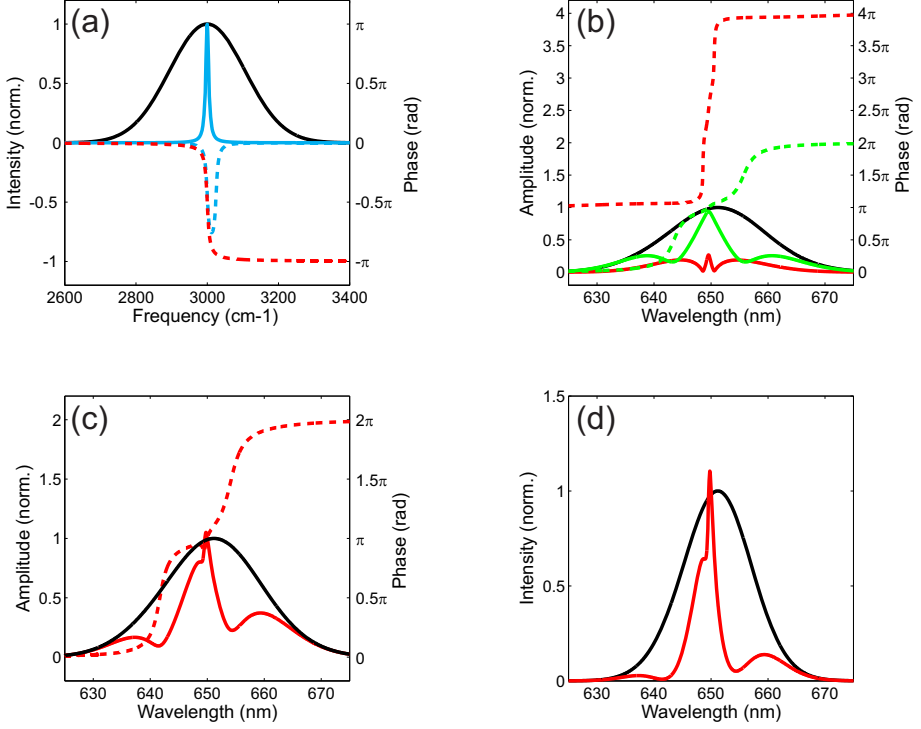 (a)
Intensity (norm.)
1
0.5
0
-0.5
-1
π
0.5π
0
-0.5π
-π
Phase (rad)
2600 2800 3000 3200 3400
Frequency (cm-1)
(b)
Amplitude (norm.)
4
3.5
3
2.5
2
1.5
1
0.5
0
4π
3.5π
3π
2.5π
2π
1.5π
π
0.5π
0
Phase (rad)
630 640 650 660 670
Wavelength (nm)
(c)
Amplitude (norm.)
2
1.5
1
0.5
0
2π
1.5π
π
0.5π
0
Phase (rad)
630 640 650 660 670
Wavelength (nm)
(d)
Intensity (norm.)
1.5
1
0.5
0
630 640 650 660 670
Wavelength (nm)